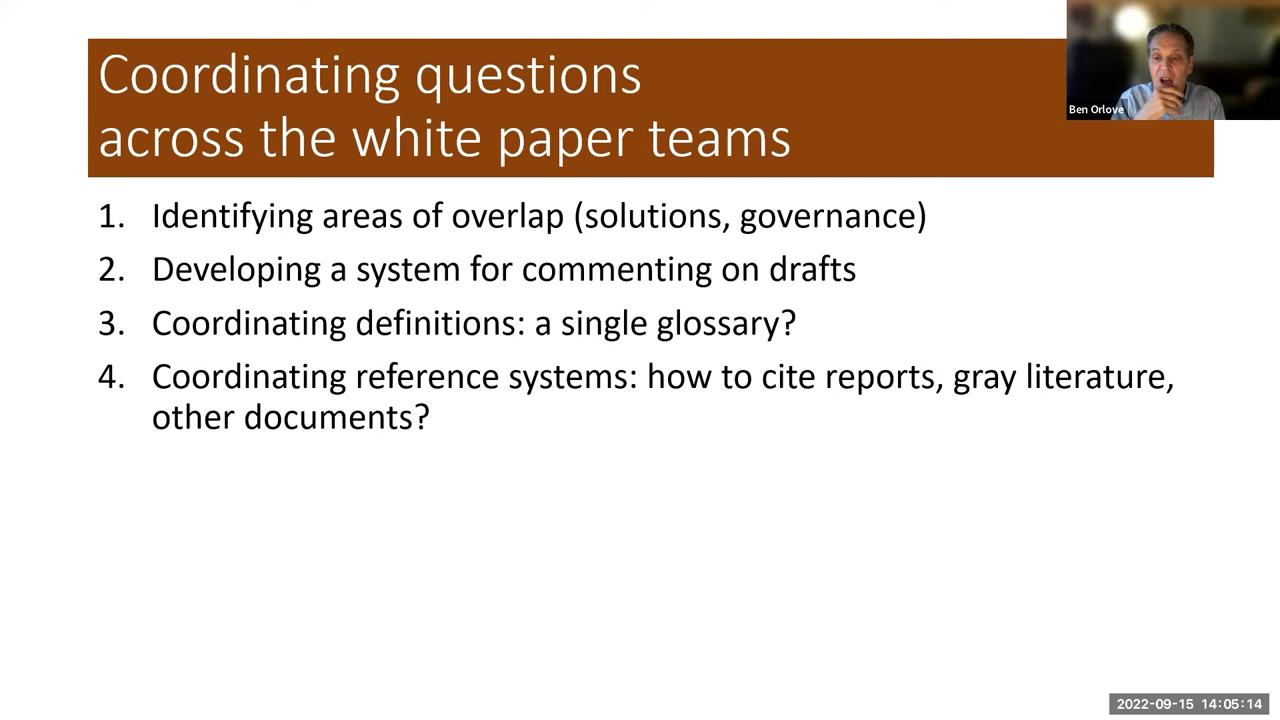 Coordinating questions
across the white paper teams
Ben Orlove
1. Identifying areas of overlap (solutions, governance)
2. Developing a system for commenting on drafts
3. Coordinating definitions: a single glossary?
4. Coordinating reference systems: how to cite reports, gray literature,
other documents?
2022-09-15 14:05:14